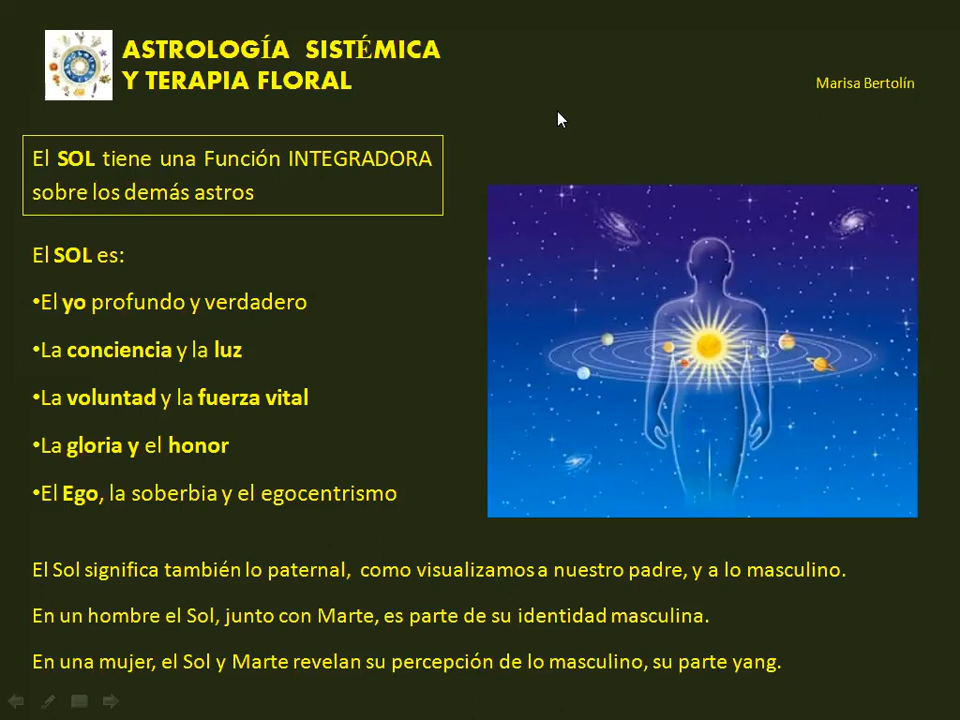 ASTROLOGÍA SISTÉMICA
Y TERAPIA FLORAL
Marisa Bertolín
El SOL tiene una Función INTEGRADORA
sobre los demás astros
El SOL es:
•El yo profundo y verdadero
•La conciencia y la luz
•La voluntad y la fuerza vital
•La gloria y el honor
•El Ego, la soberbia y el egocentrismo
El Sol significa también lo paternal, como visualizamos a nuestro padre, y a lo masculino.
En un hombre el Sol, junto con Marte, es parte de su identidad masculina.
En una mujer, el Sol y Marte revelan su percepción de lo masculino, su parte yang.